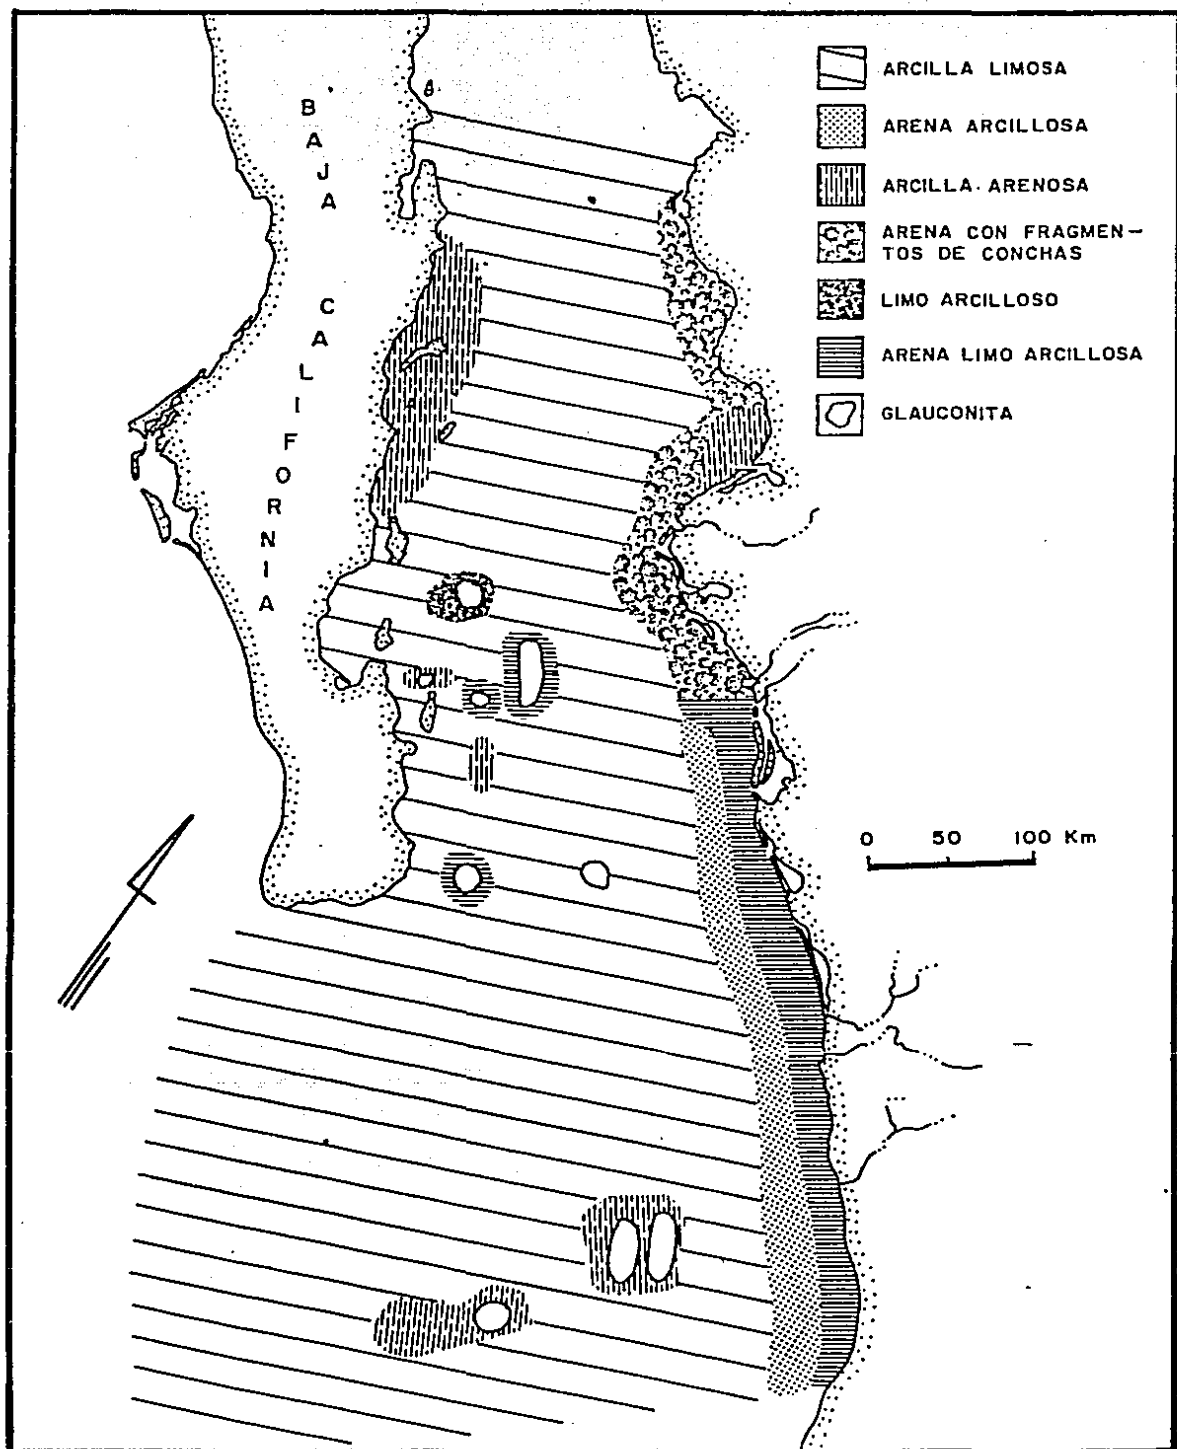 BAJA CALIFORNIA
ARCILLA LIMOSA
ARENA ARCILLOSA
ARCILLA ARENOSA
ARENA CON FRAGMEN-
TOS DE CONCHAS
LIMO ARCILLOSO
ARENA LIMO ARCILLOSA
GLAUCONITA
0 50 100 Km